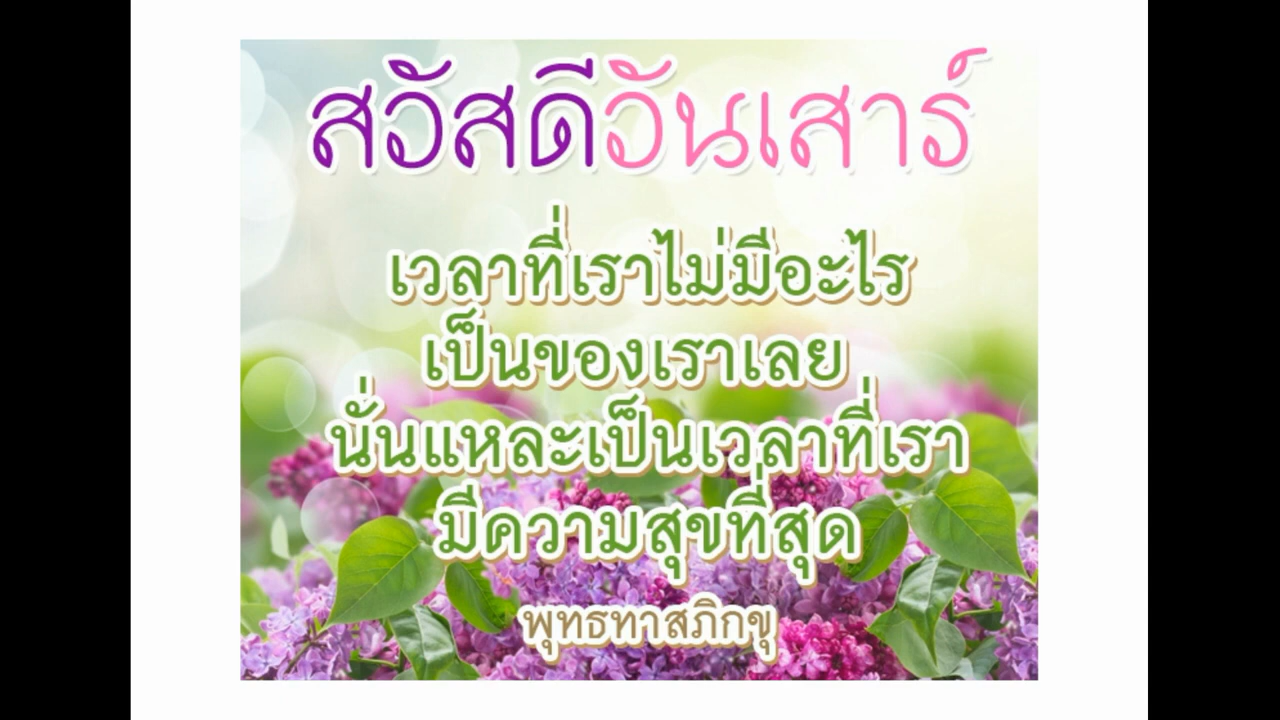 สวัสดีวันเสาร์
เวลาที่เราไม่มีอะไร
เป็นของเราเลย
นั่นแหละเป็นเวลาที่เรา
มีความสุขที่สุด
พุทธทาสภิกขุ